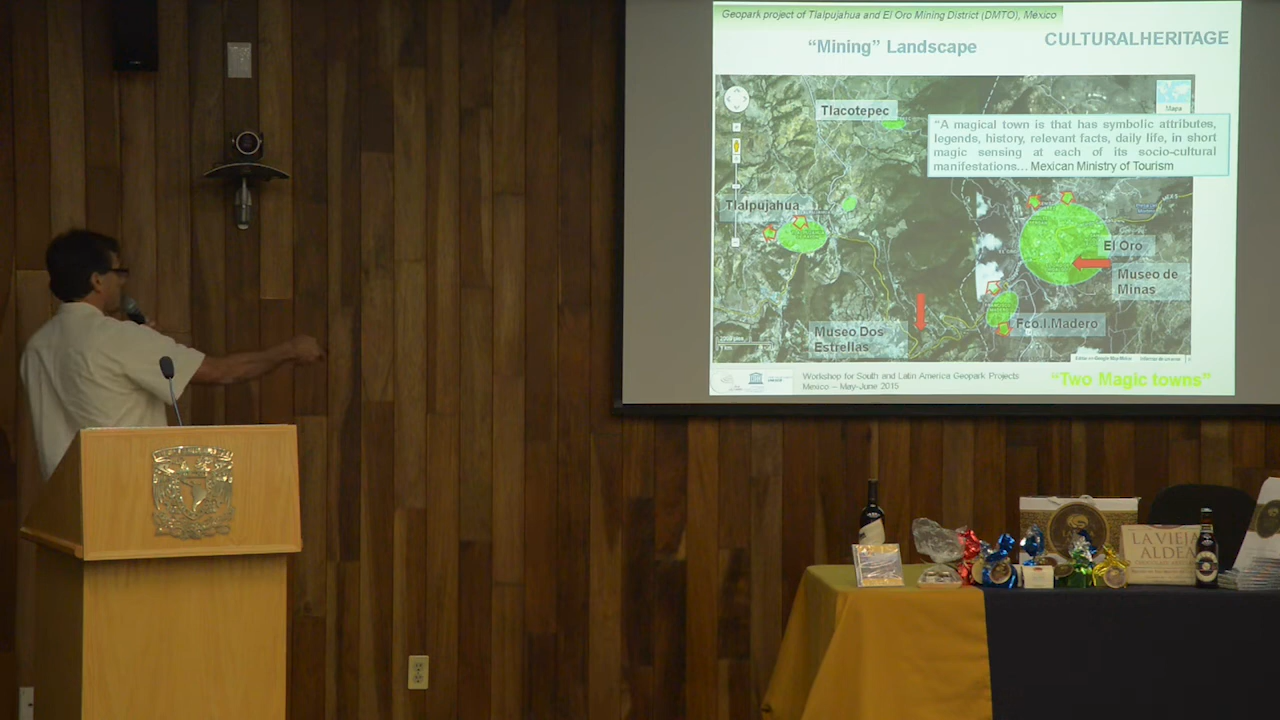 Geopark project of Tlalpujahua and El Oro Mining District (DMTO), México
“Mining” Landscape
CULTURALHERITAGE
Tlacotepec
Maps
“A magical town is that has symbolic attributes,
legends, history, relevant facts, daily life, in short
magic sensing at each of its socio-cultural
manifestations... Mexican Ministry of Tourism
Tlalpujahua
El Oro
Museo de
Minas
Fco.I.Madero
Museo Dos
Estrellas
Workshop for South and Latin America Geopark Projects
Mexico – May-June 2015
“Two Magic towns”
LA VIEJA
ALDEA